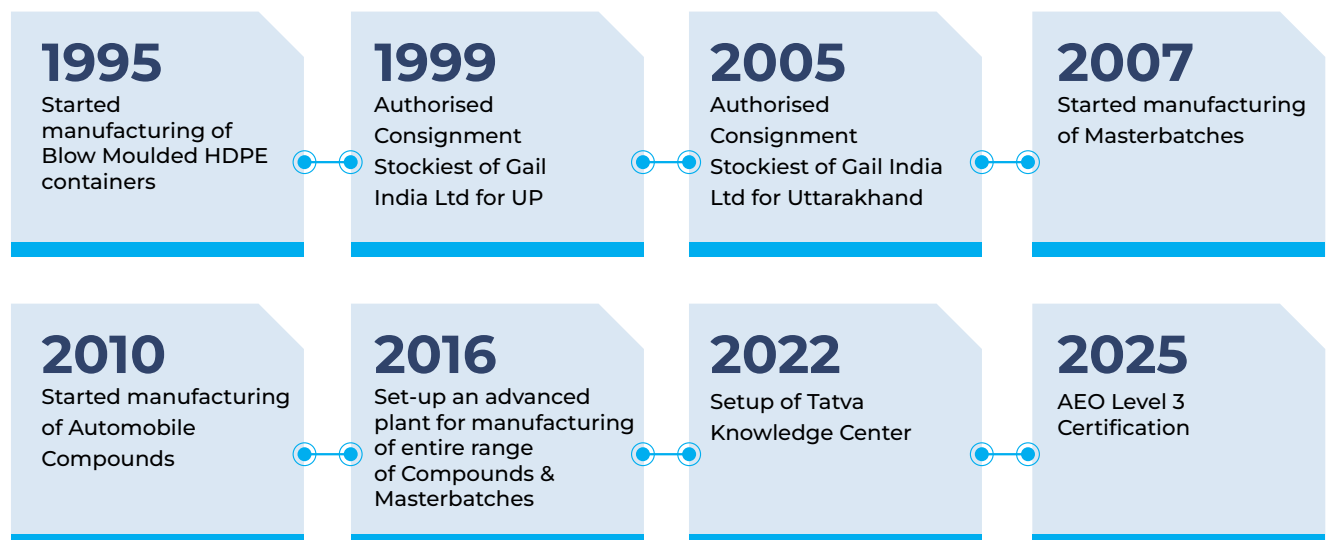 1995
Started
manufacturing of
Blow Moulded HDPE
containers
1999
Authorised
Consignment
Stockiest of Gail
India Ltd for UP
2005
Authorised
Consignment
Stockiest of Gail India
Ltd for Uttarakhand
2007
Started manufacturing
of Masterbatches
2010
Started manufacturing
of Automobile
Compounds
2016
Set-up an advanced
plant for manufacturing
of entire range
of Compounds &
Masterbatches
2022
Setup of Tatva
Knowledge Center
2025
AEO Level 3
Certification